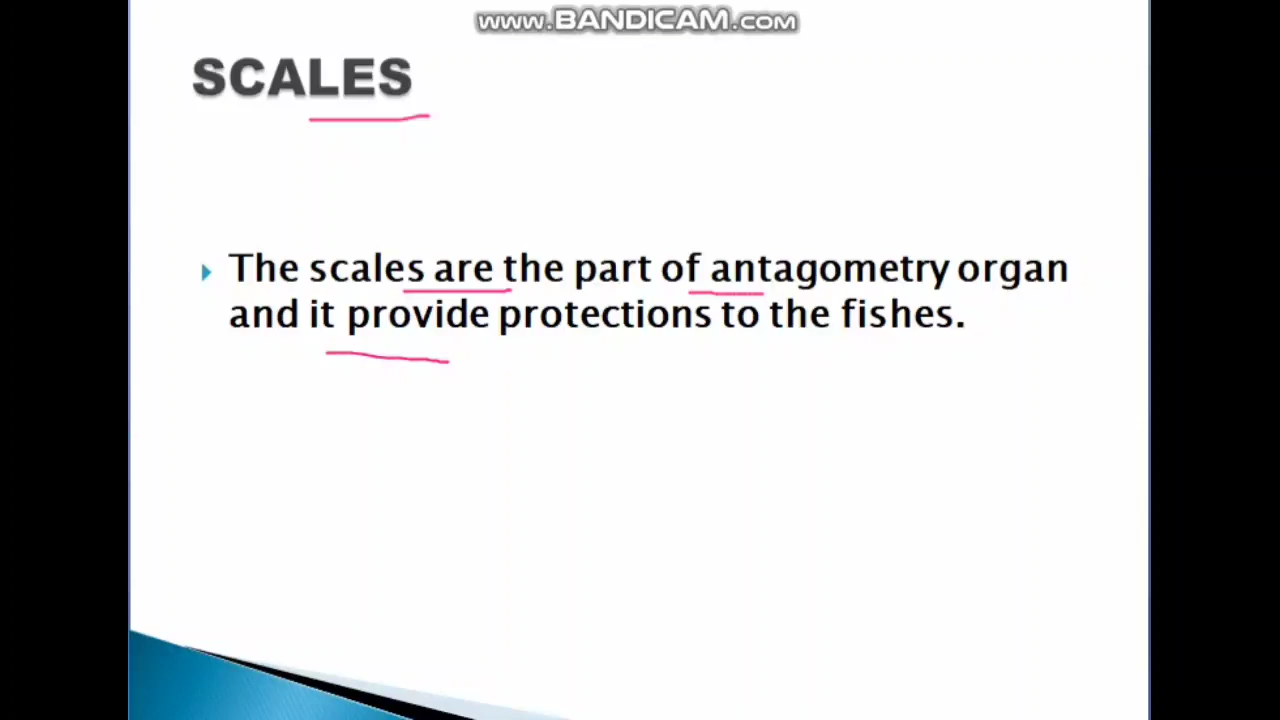 www.BANDICAM.com
SCALES
The scales are the part of antagometry organ
and it provide protections to the fishes.